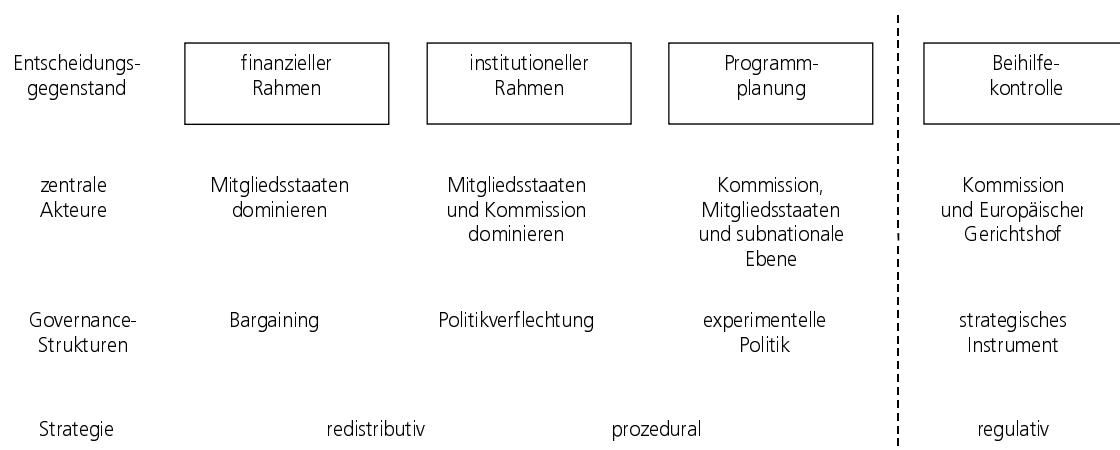 Entscheidungs- finanzieller institutioneller Programm- Beihilfe-
gegenstand Rahmen Rahmen planung kontrolle
zentrale Mitgliedsstaaten Mitgliedsstaaten Kommission, Kommission
Akteure dominieren und Kommission Mitgliedsstaaten und Europäischer
dominieren und subnationale Gerichtshof
Ebene
Governance- Bargaining Politikverflechtung experimentelle strategisches
Strukturen Politik Instrument
Strategie redistributiv prozedural regulativ